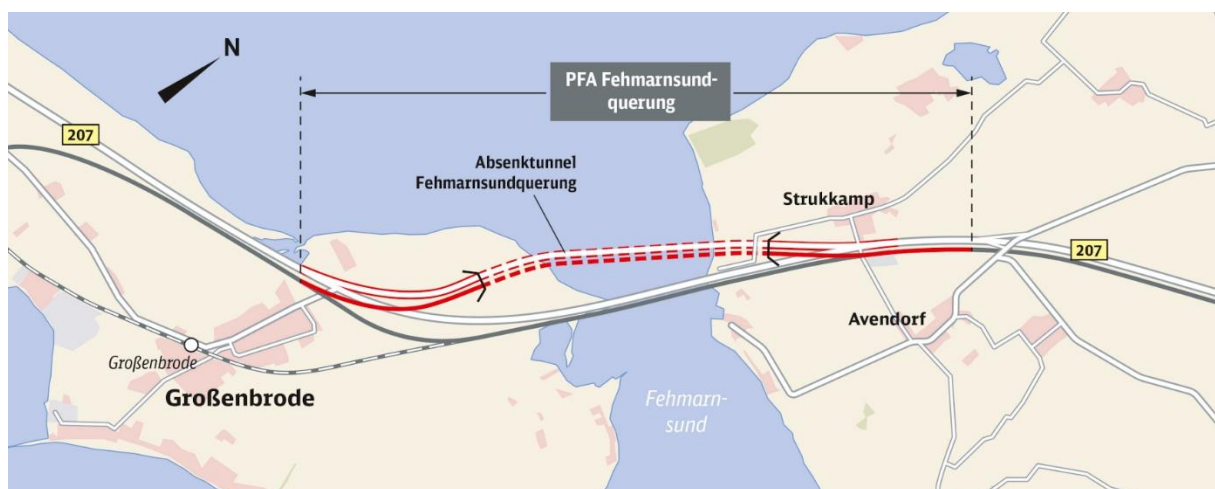 N
PFA Fehmarnsund-
querung
207
Absenktunnel
Fehmarnsundquerung
Strukkamp
207
Avendorf
Großenbrode
Großenbrode
Fehmarn-
sund